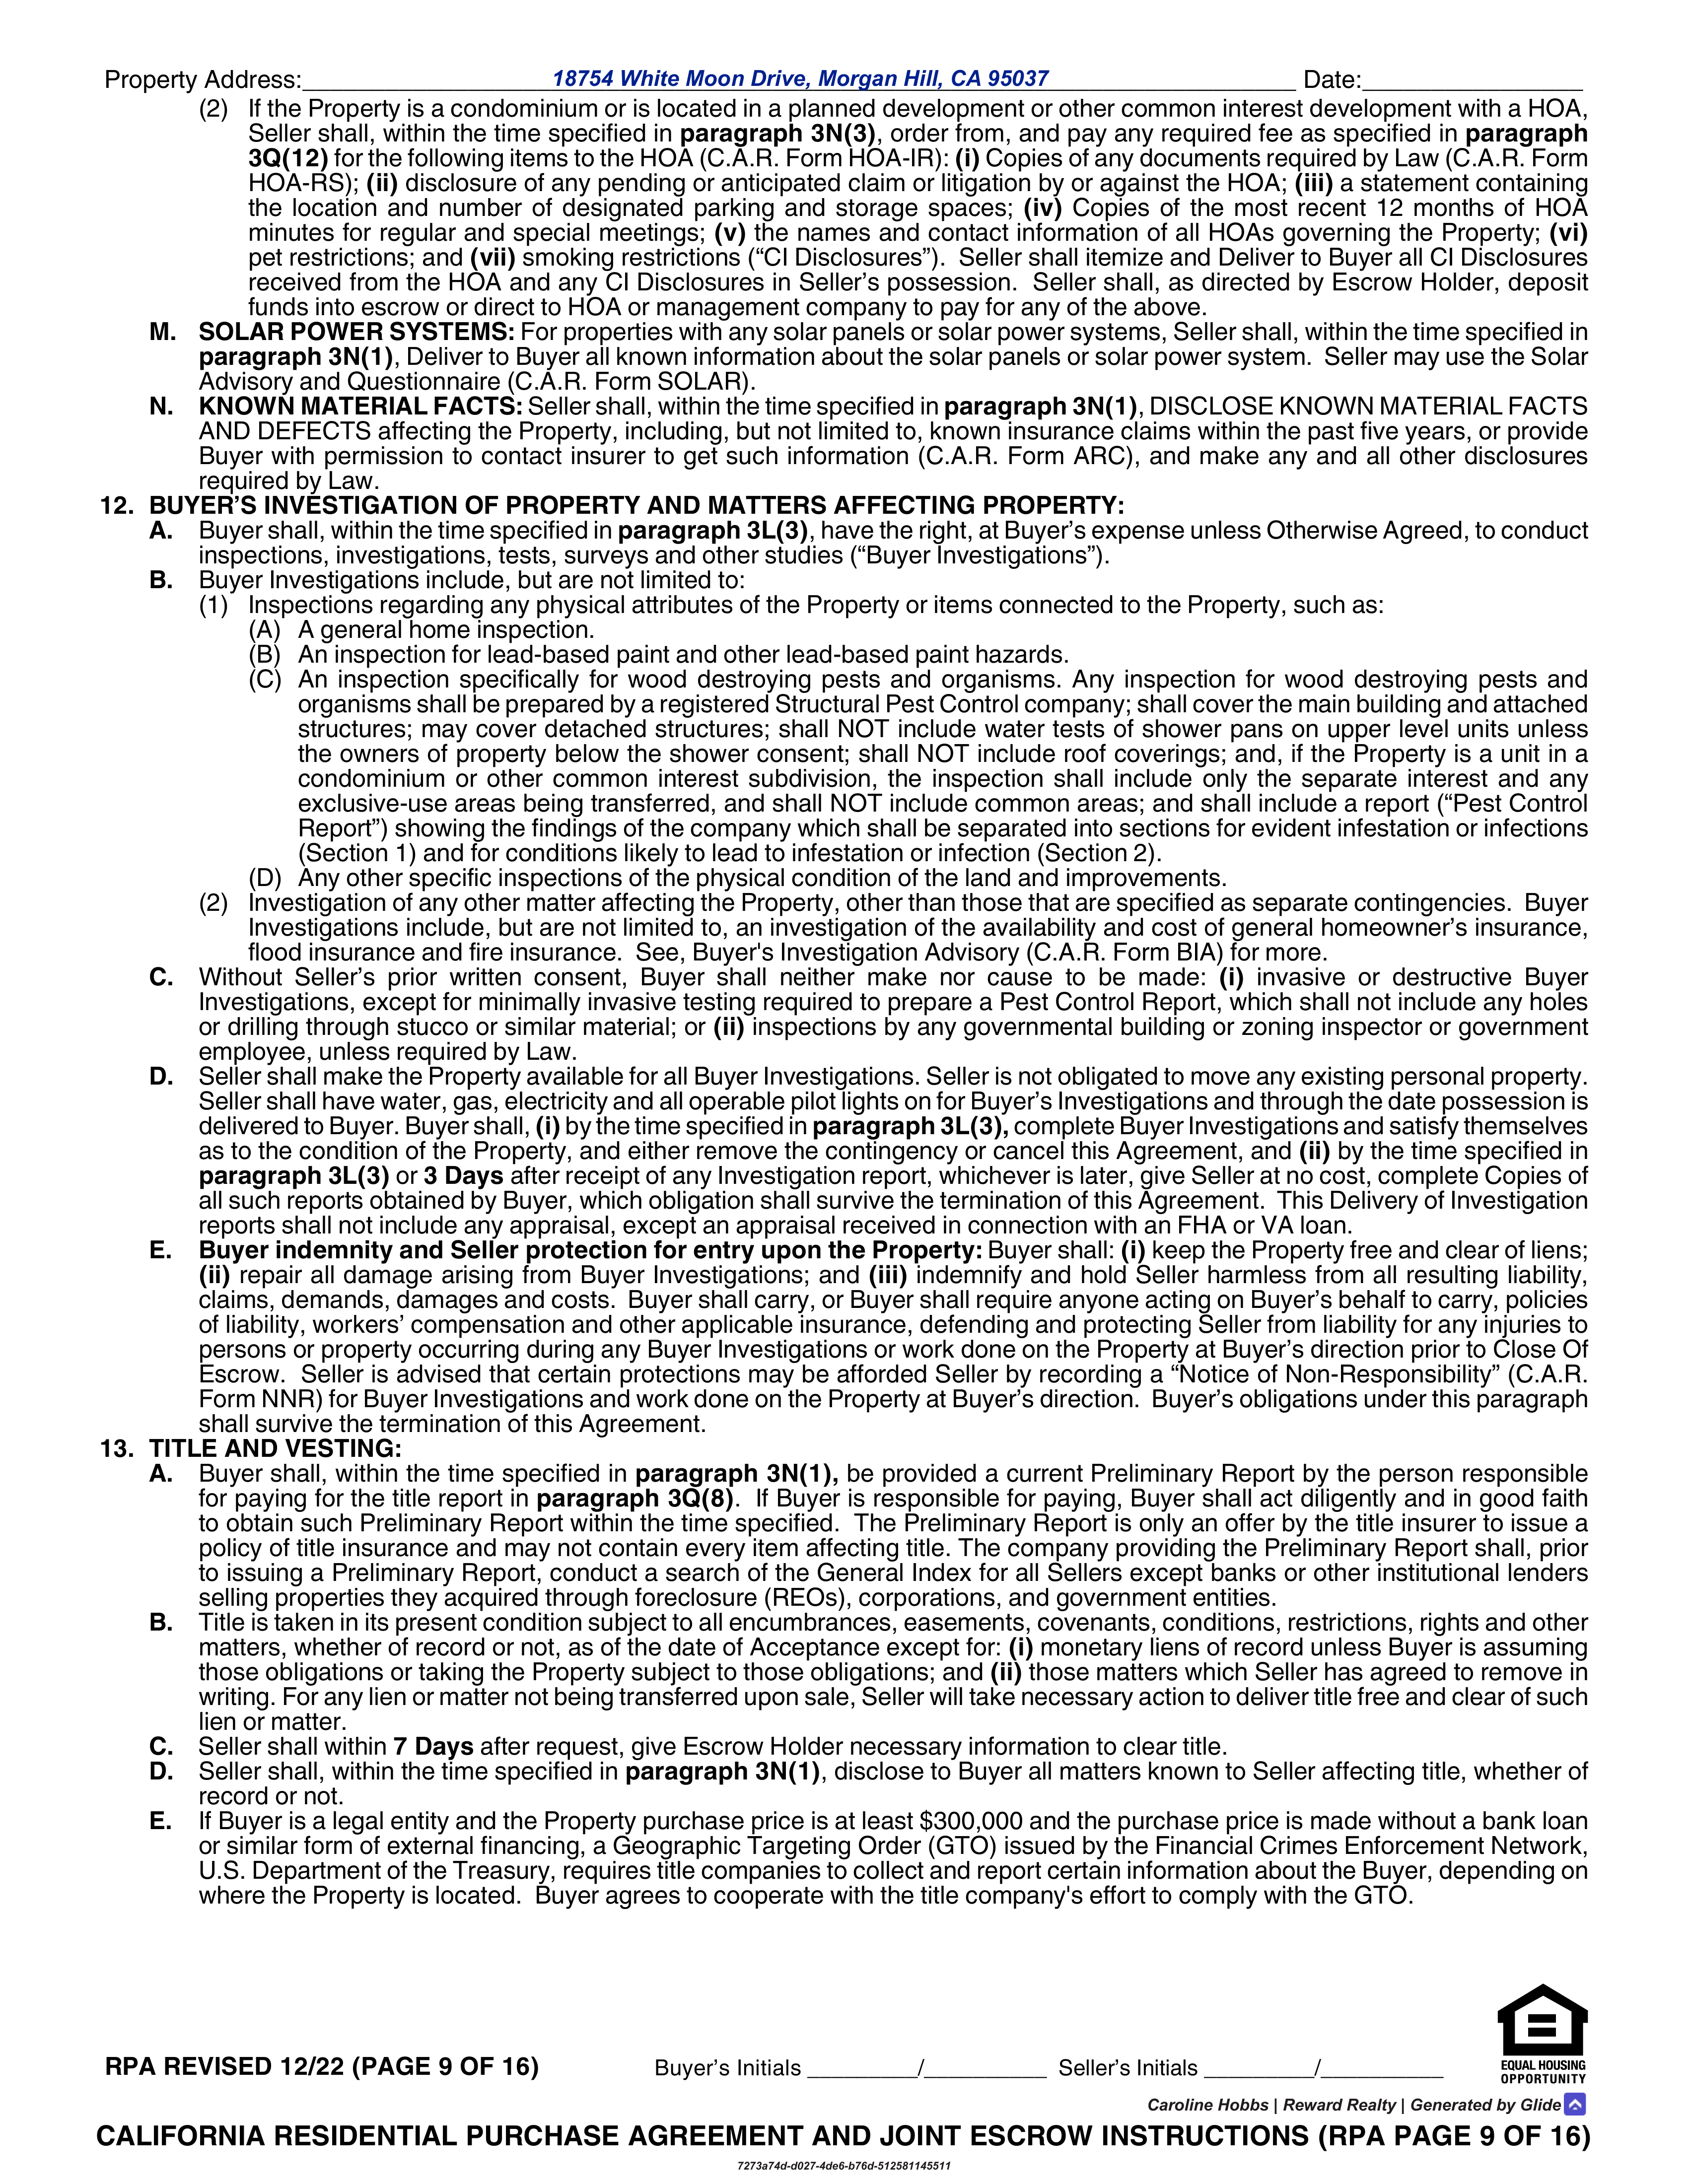 Property Address: 18754 White Moon Drive, Morgan Hill, CA 95037 Date:
(2) If the Property is a condominium or is located in a planned development or other common interest development with a HOA,
Seller shall, within the time specified in paragraph 3N(3), order from, and pay any required fee as specified in paragraph
3Q(12) for the following items to the HOA (C.A.R. Form HOA-IR): (i) Copies of any documents required by Law (C.A.R. Form
HOA-RS); (ii) disclosure of any pending or anticipated claim or litigation by or against the HOA; (iii) a statement containing
the location and number of designated parking and storage spaces; (iv) Copies of the most recent 12 months of HOA
minutes for regular and special meetings; (v) the names and contact information of all HOAs governing the Property; (vi)
pet restrictions; and (vii) smoking restrictions (“CI Disclosures”). Seller shall itemize and Deliver to Buyer all CI Disclosures
received from the HOA and any CI Disclosures in Seller’s possession. Seller shall, as directed by Escrow Holder, deposit
funds into escrow or direct to HOA or management company to pay for any of the above.
M. SOLAR POWER SYSTEMS: For properties with any solar panels or solar power systems, Seller shall, within the time specified in
paragraph 3N(1), Deliver to Buyer all known information about the solar panels or solar power system. Seller may use the Solar
Advisory and Questionnaire (C.A.R. Form SOLAR).
N. KNOWN MATERIAL FACTS: Seller shall, within the time specified in paragraph 3N(1), DISCLOSE KNOWN MATERIAL FACTS
AND DEFECTS affecting the Property, including, but not limited to, known insurance claims within the past five years, or provide
Buyer with permission to contact insurer to get such information (C.A.R. Form ARC), and make any and all other disclosures
required by Law.
12. BUYER’S INVESTIGATION OF PROPERTY AND MATTERS AFFECTING PROPERTY:
A. Buyer shall, within the time specified in paragraph 3L(3), have the right, at Buyer’s expense unless Otherwise Agreed, to conduct
inspections, investigations, tests, surveys and other studies (“Buyer Investigations”).
B. Buyer Investigations include, but are not limited to:
(1) Inspections regarding any physical attributes of the Property or items connected to the Property, such as:
(A) A general home inspection.
(B) An inspection for lead-based paint and other lead-based paint hazards.
(C) An inspection specifically for wood destroying pests and organisms. Any inspection for wood destroying pests and
organisms shall be prepared by a registered Structural Pest Control company; shall cover the main building and attached
structures; may cover detached structures; shall NOT include water tests of shower pans on upper level units unless
the owners of property below the shower consent; shall NOT include roof coverings; and, if the Property is a unit in a
condominium or other common interest subdivision, the inspection shall include only the separate interest and any
exclusive-use areas being transferred, and shall NOT include common areas; and shall include a report (“Pest Control
Report”) showing the findings of the company which shall be separated into sections for evident infestation or infections
(Section 1) and for conditions likely to lead to infestation or infection (Section 2).
(D) Any other specific inspections of the physical condition of the land and improvements.
(2) Investigation of any other matter affecting the Property, other than those that are specified as separate contingencies. Buyer
Investigations include, but are not limited to, an investigation of the availability and cost of general homeowner’s insurance,
flood insurance and fire insurance. See, Buyer's Investigation Advisory (C.A.R. Form BIA) for more.
C. Without Seller’s prior written consent, Buyer shall neither make nor cause to be made: (i) invasive or destructive Buyer
Investigations, except for minimally invasive testing required to prepare a Pest Control Report, which shall not include any holes
or drilling through stucco or similar material; or (ii) inspections by any governmental building or zoning inspector or government
employee, unless required by Law.
D. Seller shall make the Property available for all Buyer Investigations. Seller is not obligated to move any existing personal property.
Seller shall have water, gas, electricity and all operable pilot lights on for Buyer’s Investigations and through the date possession is
delivered to Buyer. Buyer shall, (i) by the time specified in paragraph 3L(3), complete Buyer Investigations and satisfy themselves
as to the condition of the Property, and either remove the contingency or cancel this Agreement, and (ii) by the time specified in
paragraph 3L(3) or 3 Days after receipt of any Investigation report, whichever is later, give Seller at no cost, complete Copies of
all such reports obtained by Buyer, which obligation shall survive the termination of this Agreement. This Delivery of Investigation
reports shall not include any appraisal, except an appraisal received in connection with an FHA or VA loan.
E. Buyer indemnity and Seller protection for entry upon the Property: Buyer shall: (i) keep the Property free and clear of liens;
(ii) repair all damage arising from Buyer Investigations; and (iii) indemnify and hold Seller harmless from all resulting liability,
claims, demands, damages and costs. Buyer shall carry, or Buyer shall require anyone acting on Buyer’s behalf to carry, policies
of liability, workers’ compensation and other applicable insurance, defending and protecting Seller from liability for any injuries to
persons or property occurring during any Buyer Investigations or work done on the Property at Buyer’s direction prior to Close Of
Escrow. Seller is advised that certain protections may be afforded Seller by recording a “Notice of Non-Responsibility” (C.A.R.
Form NNR) for Buyer Investigations and work done on the Property at Buyer’s direction. Buyer’s obligations under this paragraph
shall survive the termination of this Agreement.
13. TITLE AND VESTING:
A. Buyer shall, within the time specified in paragraph 3N(1), be provided a current Preliminary Report by the person responsible
for paying for the title report in paragraph 3Q(8). If Buyer is responsible for paying, Buyer shall act diligently and in good faith
to obtain such Preliminary Report within the time specified. The Preliminary Report is only an offer by the title insurer to issue a
policy of title insurance and may not contain every item affecting title. The company providing the Preliminary Report shall, prior
to issuing a Preliminary Report, conduct a search of the General Index for all Sellers except banks or other institutional lenders
selling properties they acquired through foreclosure (REOs), corporations, and government entities.
B. Title is taken in its present condition subject to all encumbrances, easements, covenants, conditions, restrictions, rights and other
matters, whether of record or not, as of the date of Acceptance except for: (i) monetary liens of record unless Buyer is assuming
those obligations or taking the Property subject to those obligations; and (ii) those matters which Seller has agreed to remove in
writing. For any lien or matter not being transferred upon sale, Seller will take necessary action to deliver title free and clear of such
lien or matter.
C. Seller shall within 7 Days after request, give Escrow Holder necessary information to clear title.
D. Seller shall, within the time specified in paragraph 3N(1), disclose to Buyer all matters known to Seller affecting title, whether of
record or not.
E. If Buyer is a legal entity and the Property purchase price is at least $300,000 and the purchase price is made without a bank loan
or similar form of external financing, a Geographic Targeting Order (GTO) issued by the Financial Crimes Enforcement Network,
U.S. Department of the Treasury, requires title companies to collect and report certain information about the Buyer, depending on
where the Property is located. Buyer agrees to cooperate with the title company's effort to comply with the GTO.
RPA REVISED 12/22 (PAGE 9 OF 16) Buyer’s Initials ________/_________ Seller’s Initials ________/_________
EQUAL HOUSING
OPPORTUNITY
Caroline Hobbs | Reward Realty | Generated by Glide
CALIFORNIA RESIDENTIAL PURCHASE AGREEMENT AND JOINT ESCROW INSTRUCTIONS (RPA PAGE 9 OF 16)
7273a74d-d027-4de6-b76d-512581145511